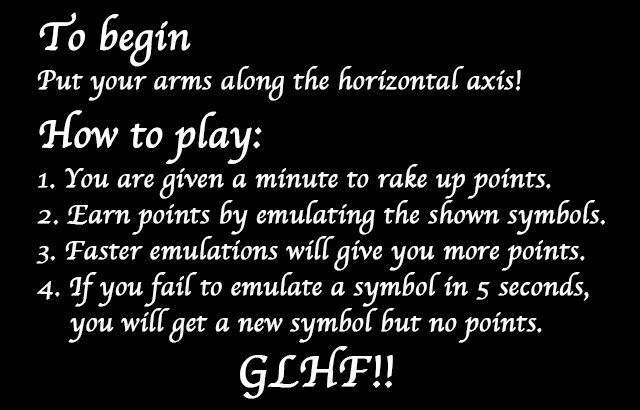 To begin
Put your arms along the horizontal axis!
How to play:
1. You are given a minute to rake up points.
2. Earn points by emulating the shown symbols.
3. Faster emulations will give you more points.
4. If you fail to emulate a symbol in 5 seconds,
you will get a new symbol but no points.
GLHF!!